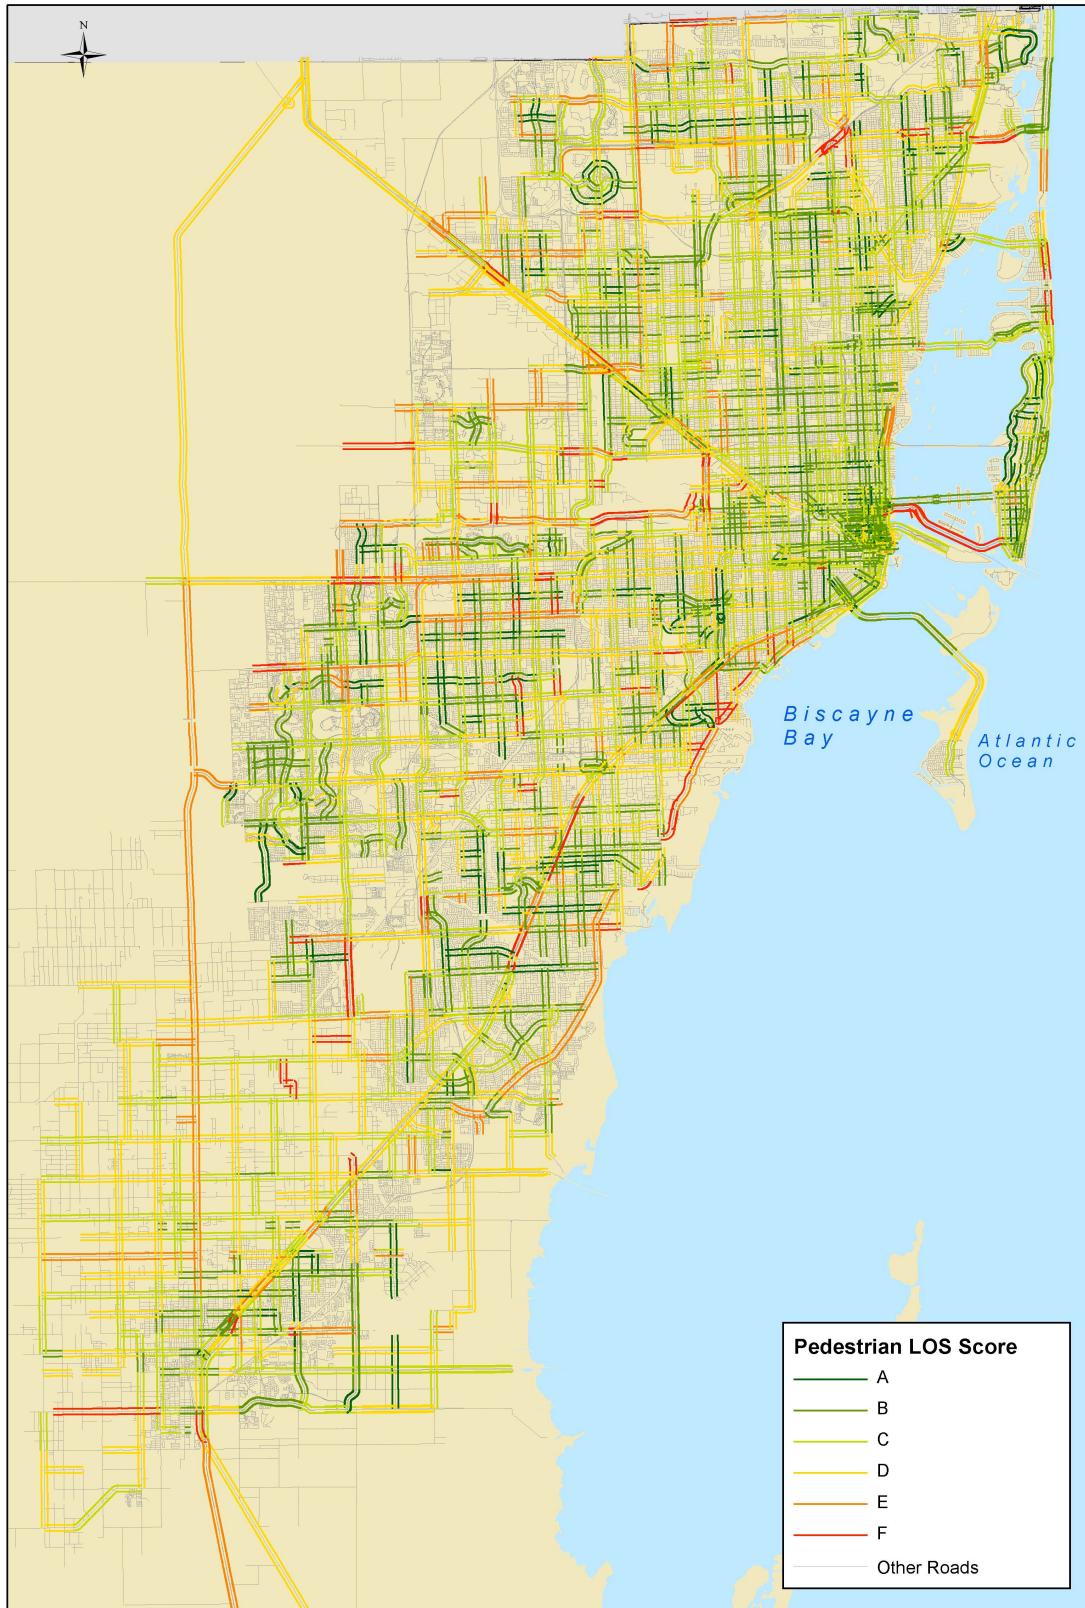 N
Biscayne
Bay
Atlantic
Ocean
Pedestrian LOS Score
A
B
C
D
E
F
Other Roads